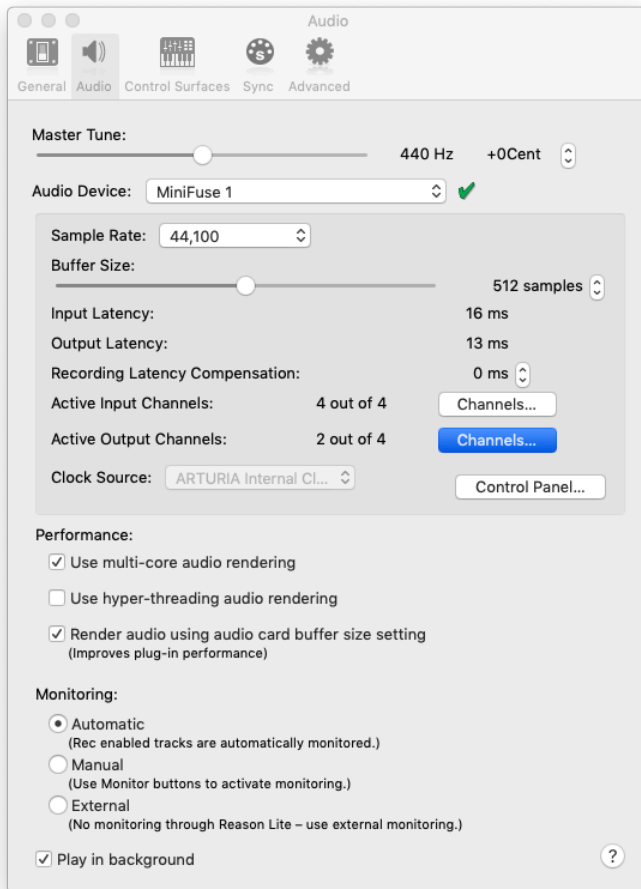 Audio
General Audio Control Surfaces Sync Advanced
Master Tune:
440 Hz +0Cent
Audio Device: MiniFuse 1
Sample Rate: 44,100
Buffer Size:
512 samples
Input Latency: 16 ms
Output Latency: 13 ms
Recording Latency Compensation: 0 ms
Active Input Channels: 4 out of 4 Channels...
Active Output Channels: 2 out of 4 Channels...
Clock Source: ARTURIA Internal Cl...
Control Panel...
Performance:
Use multi-core audio rendering
Use hyper-threading audio rendering
Render audio using audio card buffer size setting
(Improves plug-in performance)
Monitoring:
Automatic
(Rec enabled tracks are automatically monitored.)
Manual
(Use Monitor buttons to activate monitoring.)
External
(No monitoring through Reason Lite – use external monitoring.)
Play in background
?